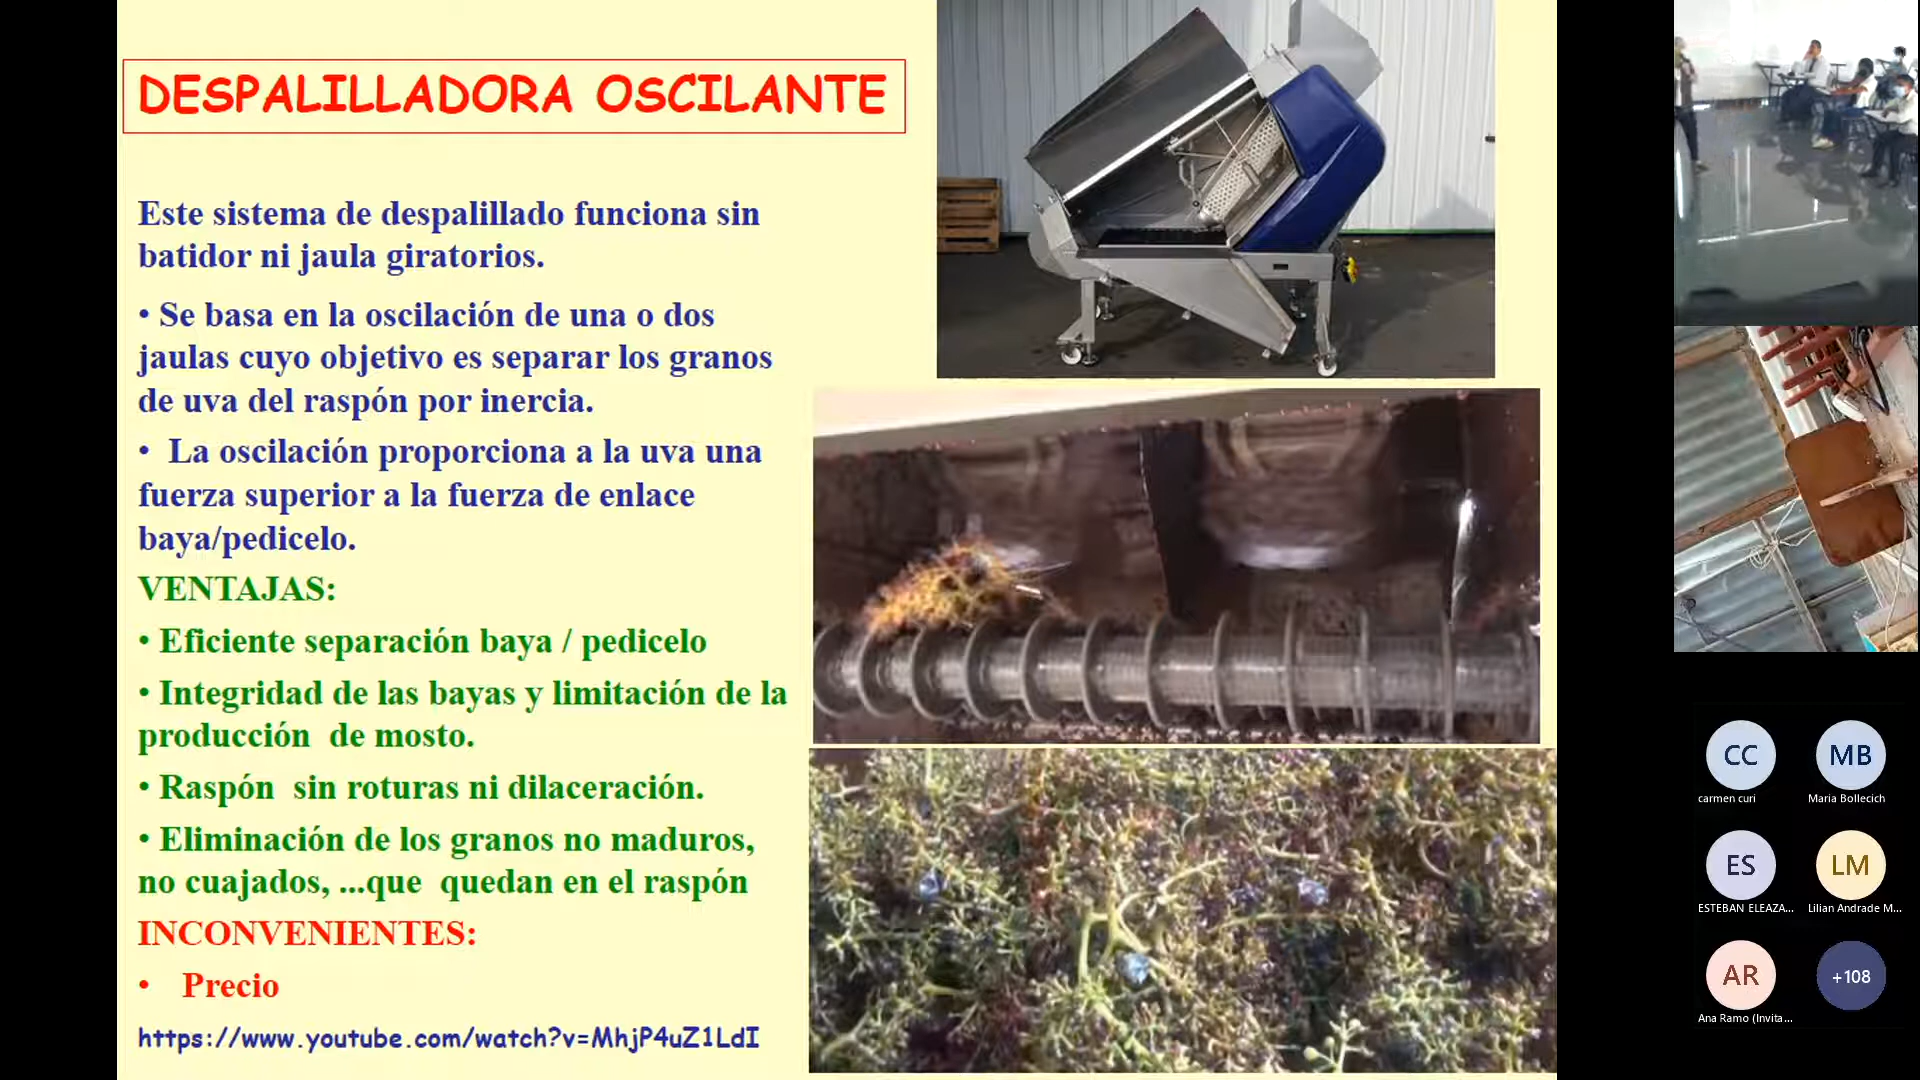 DESPALILLADORA OSCILANTE
Este sistema de despalillado funciona sin
batidor ni jaula giratorios.
• Se basa en la oscilación de una o dos
jaulas cuyo objetivo es separar los granos
de uva del raspón por inercia.
• La oscilación proporciona a la uva una
fuerza superior a la fuerza de enlace
baya/pedicelo.
VENTAJAS:
• Eficiente separación baya / pedicelo
• Integridad de las bayas y limitación de la
producción de mosto.
• Raspón sin roturas ni dilaceración.
• Eliminación de los granos no maduros,
no cuajados, ...que quedan en el raspón
INCONVENIENTES:
• Precio
https://www.youtube.com/watch?v=MhjP4uZ1LdI
CC
carmen curi
MB
Maria Bollecich
ES
ESTEBAN ELEAZA...
LM
Lilian Andrade M...
AR
Ana Ramo (Invita...
+108